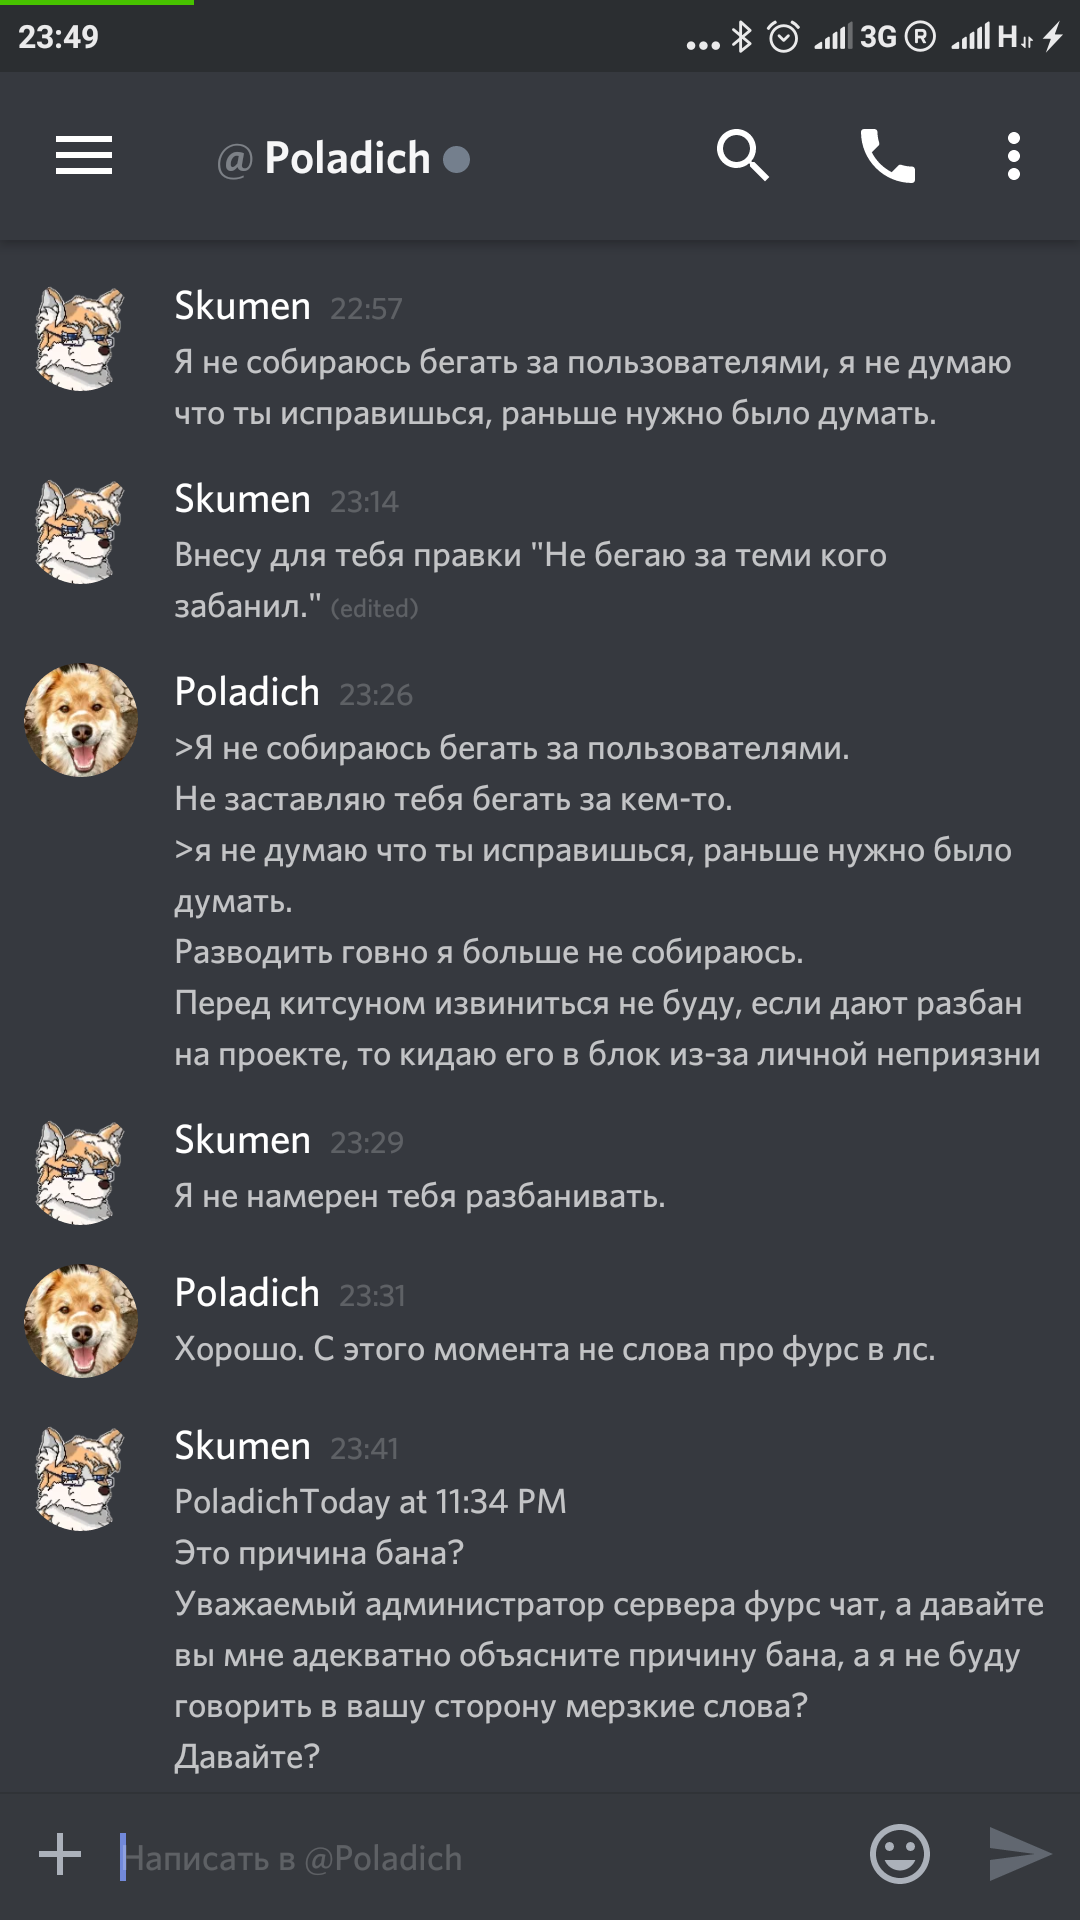 23:49
... 3G R H
@ Poladich
Skumen 22:57
Я не собираюсь бегать за пользователями, я не думаю
что ты исправишься, раньше нужно было думать.
Skumen 23:14
Внесу для тебя правки "Не бегаю за теми кого
забанил." (edited)
Poladich 23:26
>Я не собираюсь бегать за пользователями.
Не заставляю тебя бегать за кем-то.
>я не думаю что ты исправишься, раньше нужно было
думать.
Разводить говно я больше не собираюсь.
Перед китсуном извиниться не буду, если дают разбан
на проекте, то кидаю его в блок из-за личной неприязни
Skumen 23:29
Я не намерен тебя разбанивать.
Poladich 23:31
Хорошо. С этого момента не слова про фурс в лс.
Skumen 23:41
PoladichToday at 11:34 PM
Это причина бана?
Уважаемый администратор сервера фурс чат, а давайте
вы мне адекватно объясните причину бана, а я не буду
говорить в вашу сторону мерзкие слова?
Давайте?
Написать в @Poladich